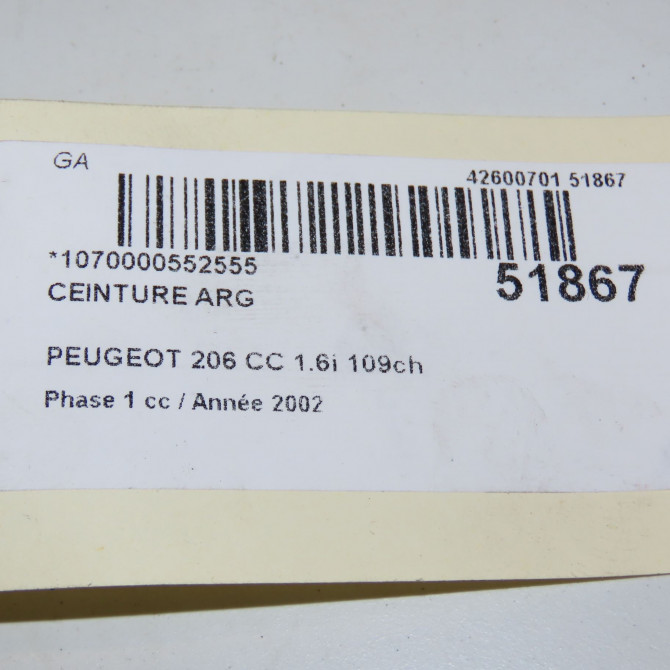 GA
42600701 51867
*1070000552555
51867
CEINTURE ARG
PEUGEOT 206 CC 1.6i 109ch
Phase 1 cc / Année 2002